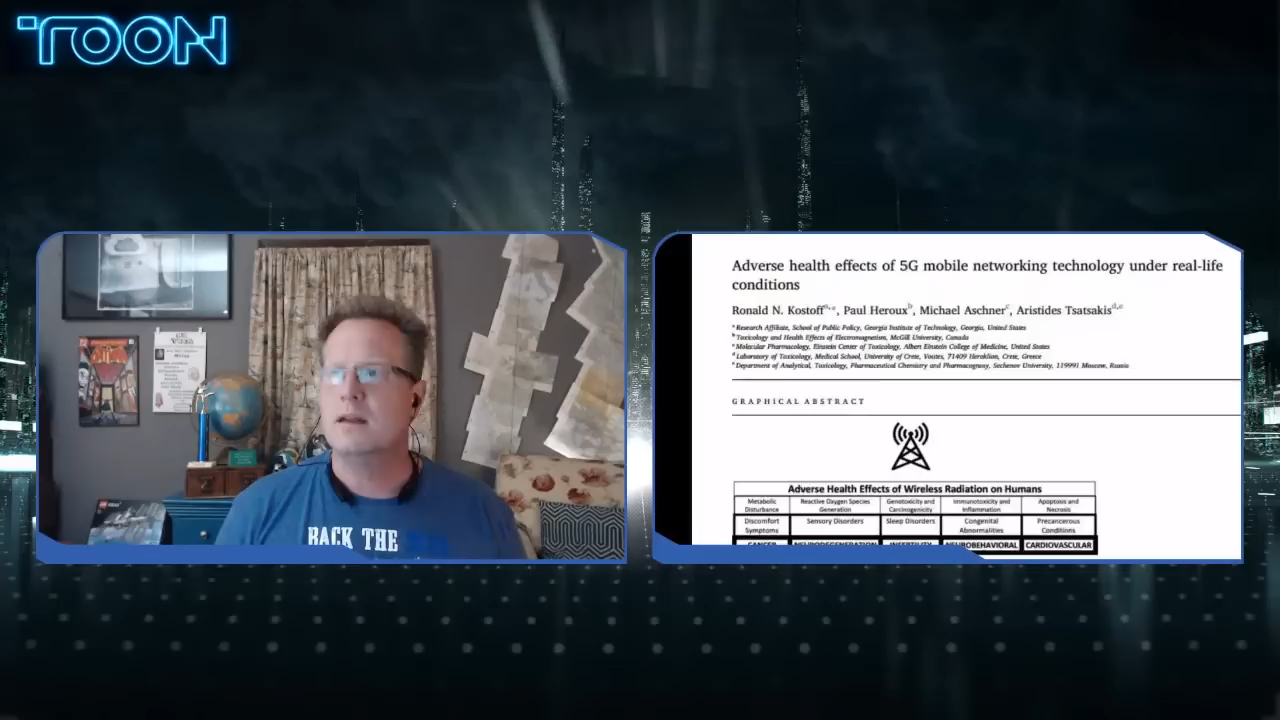 TOON
BACK THE
Adverse health effects of 5G mobile networking technology under real-life
conditions
Ronald N. Kostoff a,*, Paul Heroux b, Michael Aschner c, Aristides Tsatsakis d,e
a Research Affiliate, School of Public Policy, Georgia Institute of Technology, Georgia, United States
b Toxicology and Health Effects of Electromagnetism, McGill University, Canada
c Molecular Pharmacology, Einstein Center of Toxicology, Albert Einstein College of Medicine, United States
d Laboratory of Toxicology, Medical School, University of Crete, Voutes, 71409 Heraklion, Crete, Greece
e Department of Analytical, Toxicology, Pharmaceutical Chemistry and Pharmacognosy, Sechenov University, 119991 Moscow, Russia
GRAPHICAL ABSTRACT
Adverse Health Effects of Wireless Radiation on Humans
Metabolic Reactive Oxygen Species Genotoxicity and Immunotoxicity and Apoptosis and
Disturbance Generation Carcinogenicity Inflammation Necrosis
Discomfort Sensory Disorders Sleep Disorders Congenital Precancerous
Symptoms Abnormalities Conditions
CANCER NEURODEGENERATION INFERTILITY NEUROBEHAVIORAL CARDIOVASCULAR